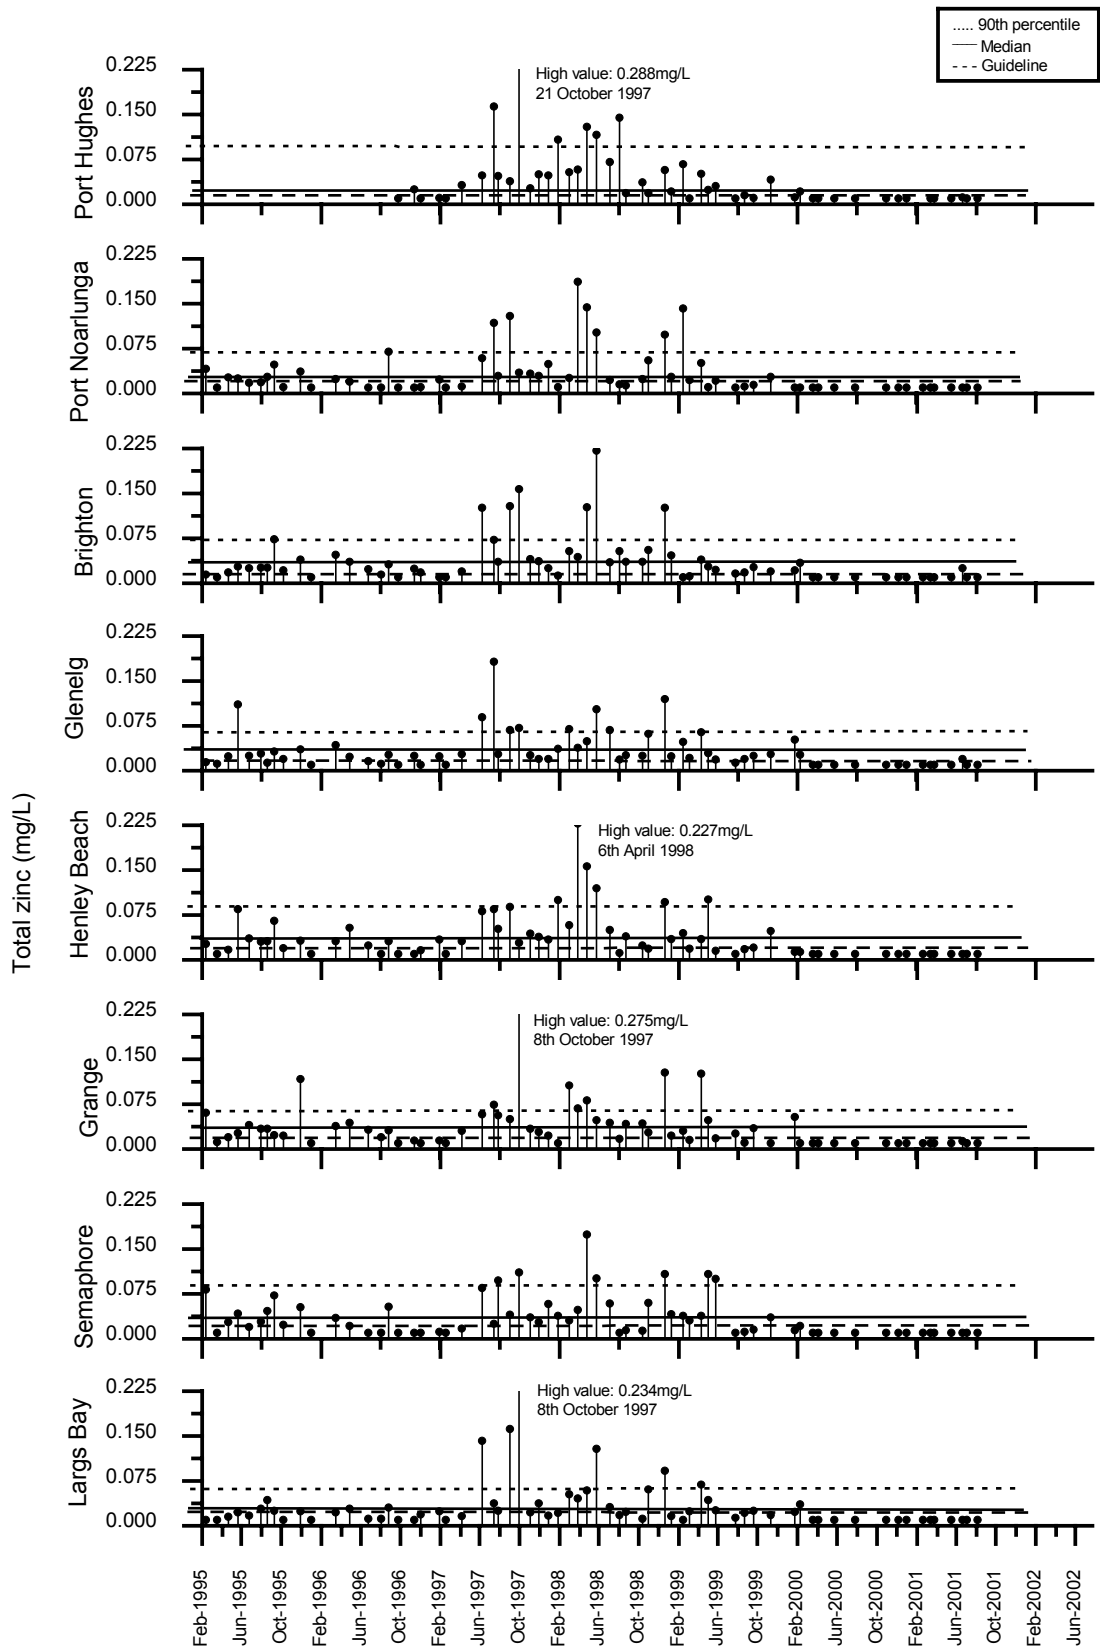 ..... 90th percentile
—— Median
- - - Guideline
Total zinc (mg/L)
Port Hughes
0.225
0.150
0.075
0.000
High value: 0.288mg/L
21 October 1997
Port Noarlunga
0.225
0.150
0.075
0.000
Brighton
0.225
0.150
0.075
0.000
Glenelg
0.225
0.150
0.075
0.000
Henley Beach
0.225
0.150
0.075
0.000
High value: 0.227mg/L
6th April 1998
Grange
0.225
0.150
0.075
0.000
High value: 0.275mg/L
8th October 1997
Semaphore
0.225
0.150
0.075
0.000
Largs Bay
0.225
0.150
0.075
0.000
High value: 0.234mg/L
8th October 1997
Feb-1995
Jun-1995
Oct-1995
Feb-1996
Jun-1996
Oct-1996
Feb-1997
Jun-1997
Oct-1997
Feb-1998
Jun-1998
Oct-1998
Feb-1999
Jun-1999
Oct-1999
Feb-2000
Jun-2000
Oct-2000
Feb-2001
Jun-2001
Oct-2001
Feb-2002
Jun-2002